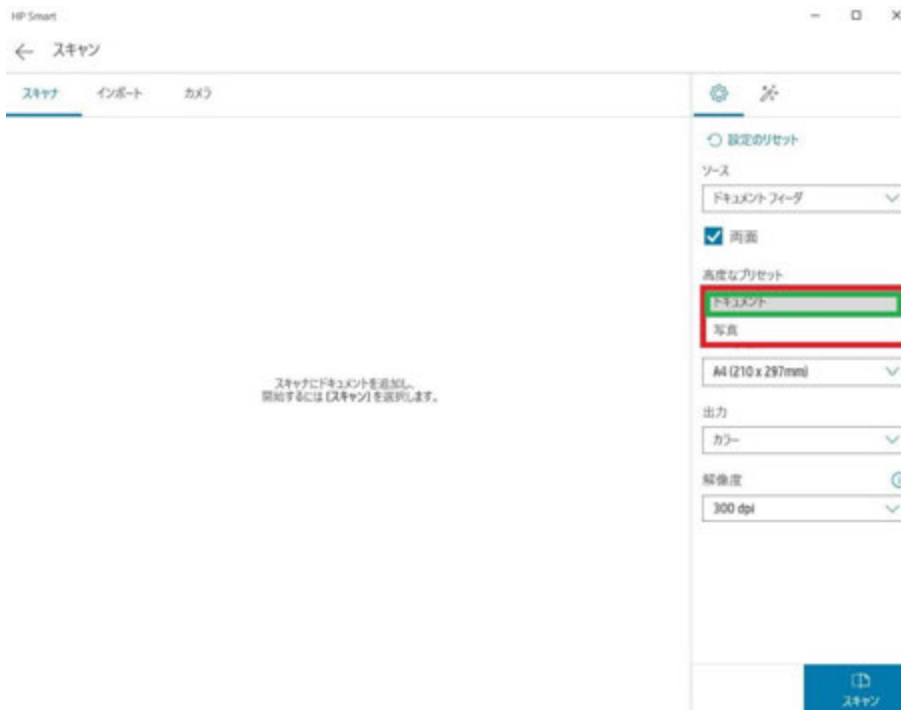 HP Smart
スキャン
スキャナ インポート カメラ
設定のリセット
ソース
ドキュメント フィーダ
両面
高度なプリセット
ドキュメント
写真
A4 (210 x 297mm)
出力
カラー
解像度
300 dpi
スキャナにドキュメントを追加し、
開始するには [スキャン] を選択します。
スキャン